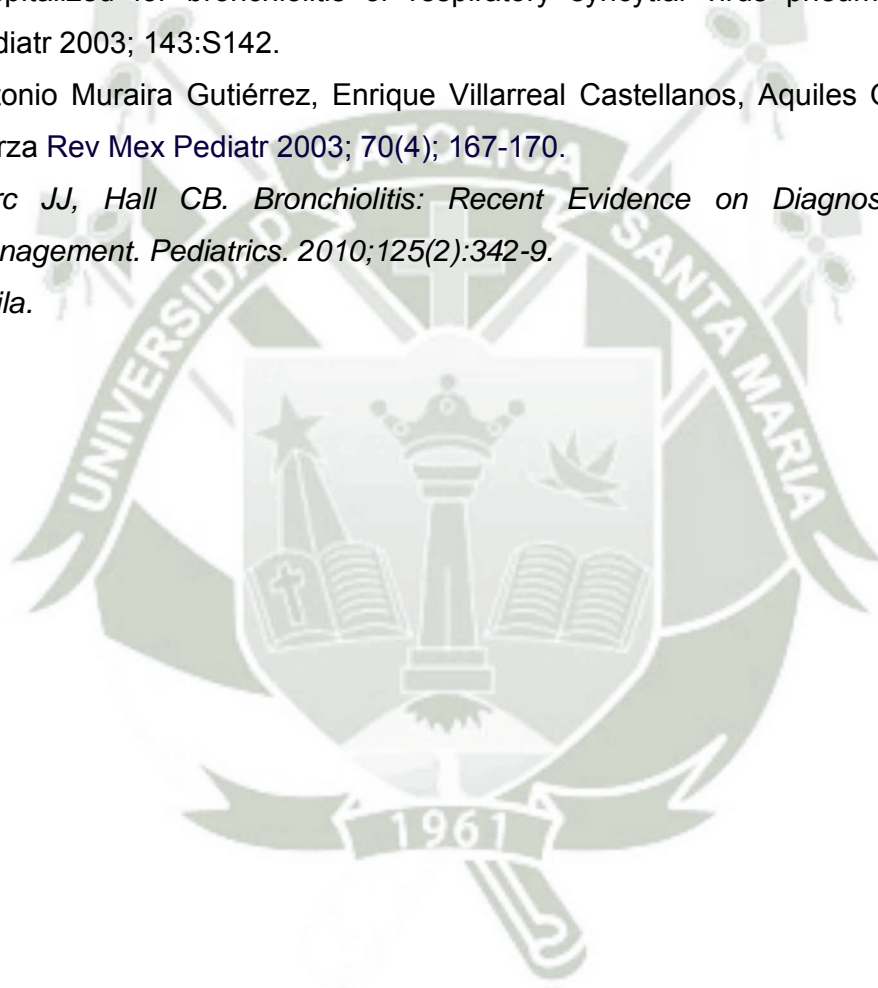 diatr 2003; 143:S142.
tonio Muraira Gutiérrez, Enrique Villarreal Castellanos, Aquiles
rza Rev Mex Pediatr 2003; 70(4); 167-170.
rc JJ, Hall CB. Bronchiolitis: Recent Evidence on Diagnos
nagement. Pediatrics. 2010;125(2):342-9.
ila.
UNIVERSIDAD CATOLICA SANTA MARIA
1961